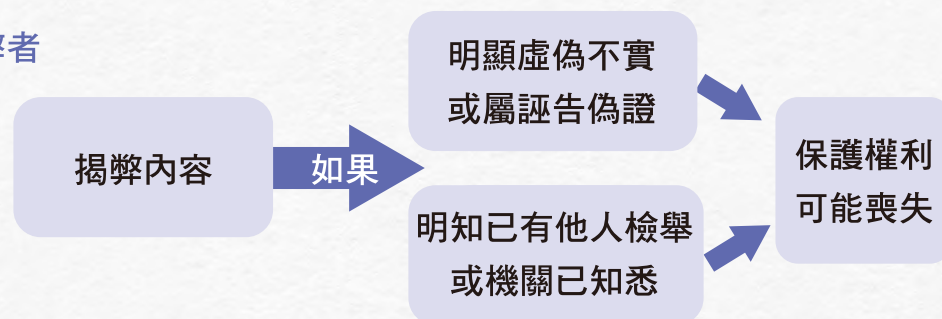 者
揭弊內容
如果
明顯虛偽不實
或屬誣告偽證
明知已有他人檢舉
或機關已知悉
保護權利
可能喪失